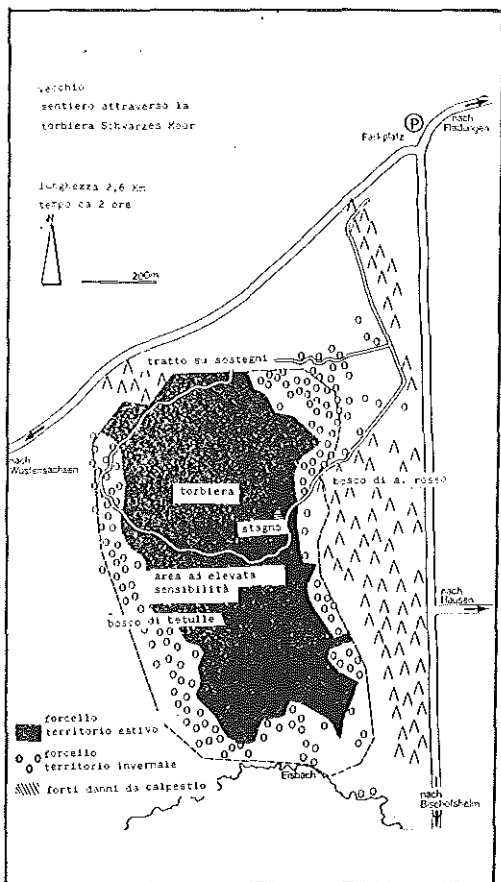 vecchio
sentiero attraverso la
torbiera Schwarzes Moor
lunghezza 2,6 Km
tempo ca 2 ore
N
200m
P
Parkplatz
nach
Fladungen
tratto su sostegni
nach
Wüstensachsen
bosco di a. rosso
torbiera
stagno
area ad elevata
sensibilità
bosco di tetulle
nach
Hausen
forcello
territorio estivo
forcello
territorio invernale
forti danni da calpestio
Eisbach
nach
Bischofsheim